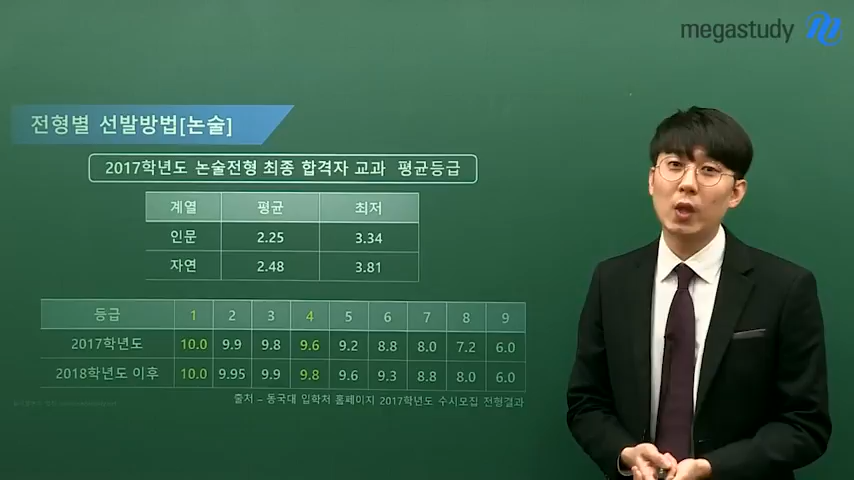 megastudy
전형별 선발방법[논술]
2017학년도 논술전형 최종 합격자 교과 평균등급
계열 평균 최저
인문 2.25 3.34
자연 2.48 3.81
등급 1 2 3 4 5 6 7 8 9
2017학년도 10.0 9.9 9.8 9.6 9.2 8.8 8.0 7.2 6.0
2018학년도 이후 10.0 9.95 9.9 9.8 9.6 9.3 8.8 8.0 6.0
출처 – 동국대 입학처 홈페이지 2017학년도 수시모집 전형결과